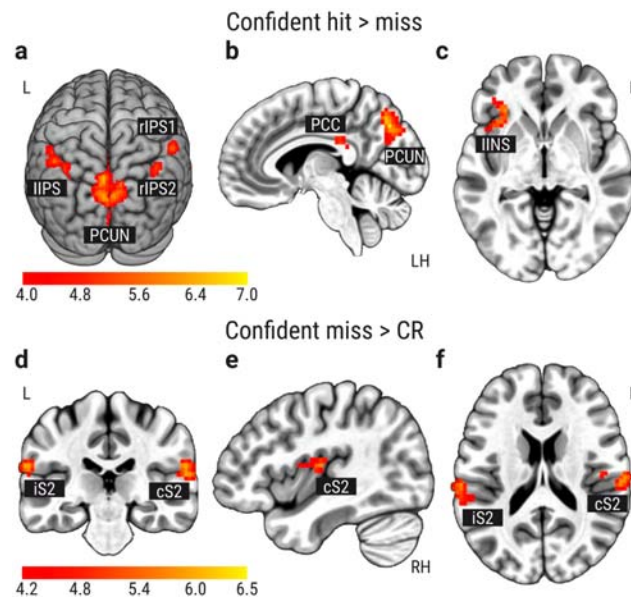 Confident hit > miss
a b c
L
rIPS1
lIPS
rIPS2
PCUN
PCC
PCUN
LH
lINS
4.0 4.8 5.6 6.4 7.0
Confident miss > CR
d e f
L
iS2
cS2
cS2
RH
iS2
cS2
4.2 4.8 5.4 6.0 6.5